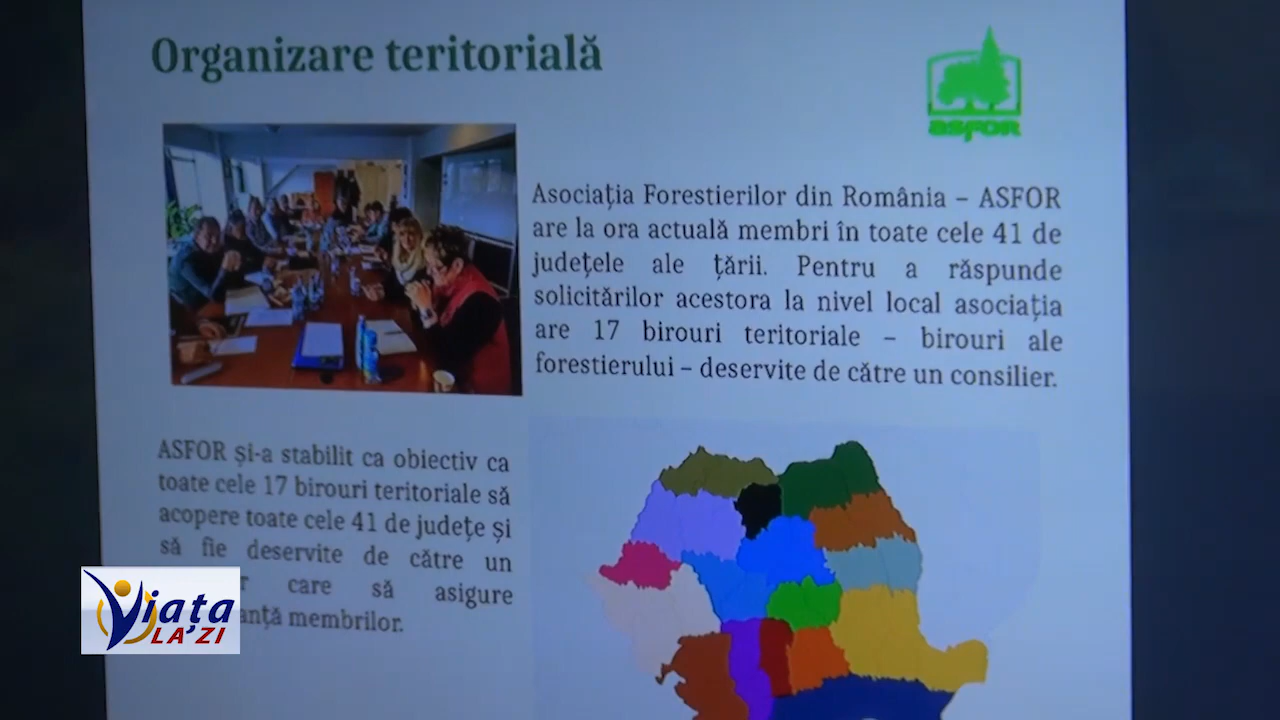 Organizare teritorială
asfor
Asociația Forestierilor din România – ASFOR
are la ora actuală membri în toate cele 41 de
județele ale țării. Pentru a răspunde
solicitărilor acestora la nivel local asociația
are 17 birouri teritoriale – birouri ale
forestierului – deservite de către un consilier.
ASFOR și-a stabilit ca obiectiv ca
toate cele 17 birouri teritoriale să
acopere toate cele 41 de județe și
să fie deservite de către un
care să asigure
membrilor.
Viața
LA ZI